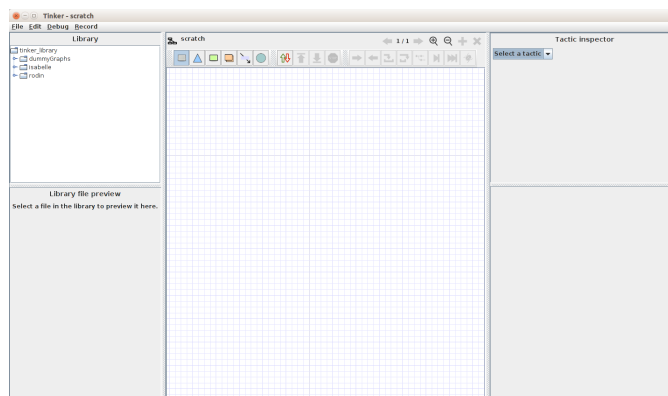 Tinker - scratch
File Edit Debug Record
Library
tinker_library
dummyGraphs
isabelle
rodin
Library file preview
Select a file in the library to preview it here.
scratch
1 / 1
Tactic inspector
Select a tactic